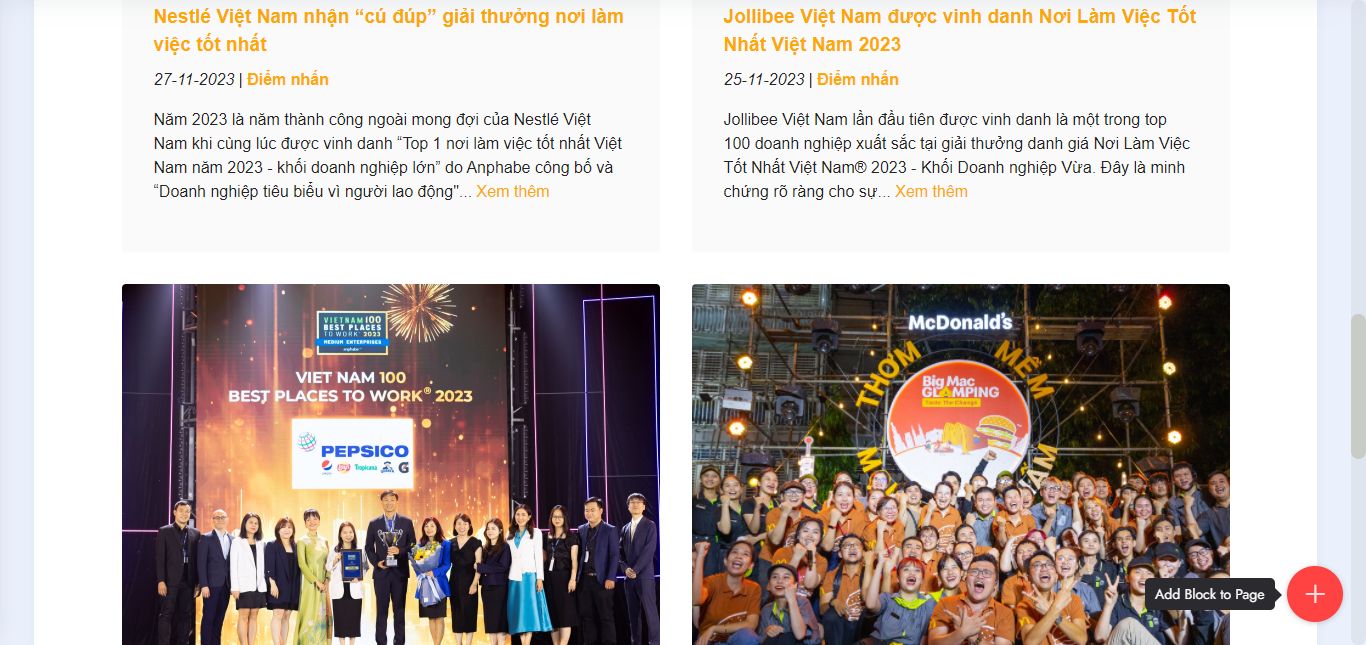 Nestlé Việt Nam nhận “cú đúp” giải thưởng nơi làm
việc tốt nhất
27-11-2023 | Điểm nhấn
Năm 2023 là năm thành công ngoài mong đợi của Nestlé Việt
Nam khi cùng lúc được vinh danh “Top 1 nơi làm việc tốt nhất Việt
Nam năm 2023 - khối doanh nghiệp lớn” do Anphabe công bố và
“Doanh nghiệp tiêu biểu vì người lao động"... Xem thêm
Jollibee Việt Nam được vinh danh Nơi Làm Việc Tốt
Nhất Việt Nam 2023
25-11-2023 | Điểm nhấn
Jollibee Việt Nam lần đầu tiên được vinh danh là một trong top
100 doanh nghiệp xuất sắc tại giải thưởng danh giá Nơi Làm Việc
Tốt Nhất Việt Nam® 2023 - Khối Doanh nghiệp Vừa. Đây là minh
chứng rõ ràng cho sự... Xem thêm
VIETNAM 100
BEST PLACES
TO WORK® 2023
MEDIUM ENTERPRISES
anphabe
VIET NAM 100
BEST PLACES TO WORK® 2023
PEPSICO
Tropicana
G
McDonald's
THƠM
MỀM
Big Mac
GLAMPING
Taste The Change
Add Block to Page